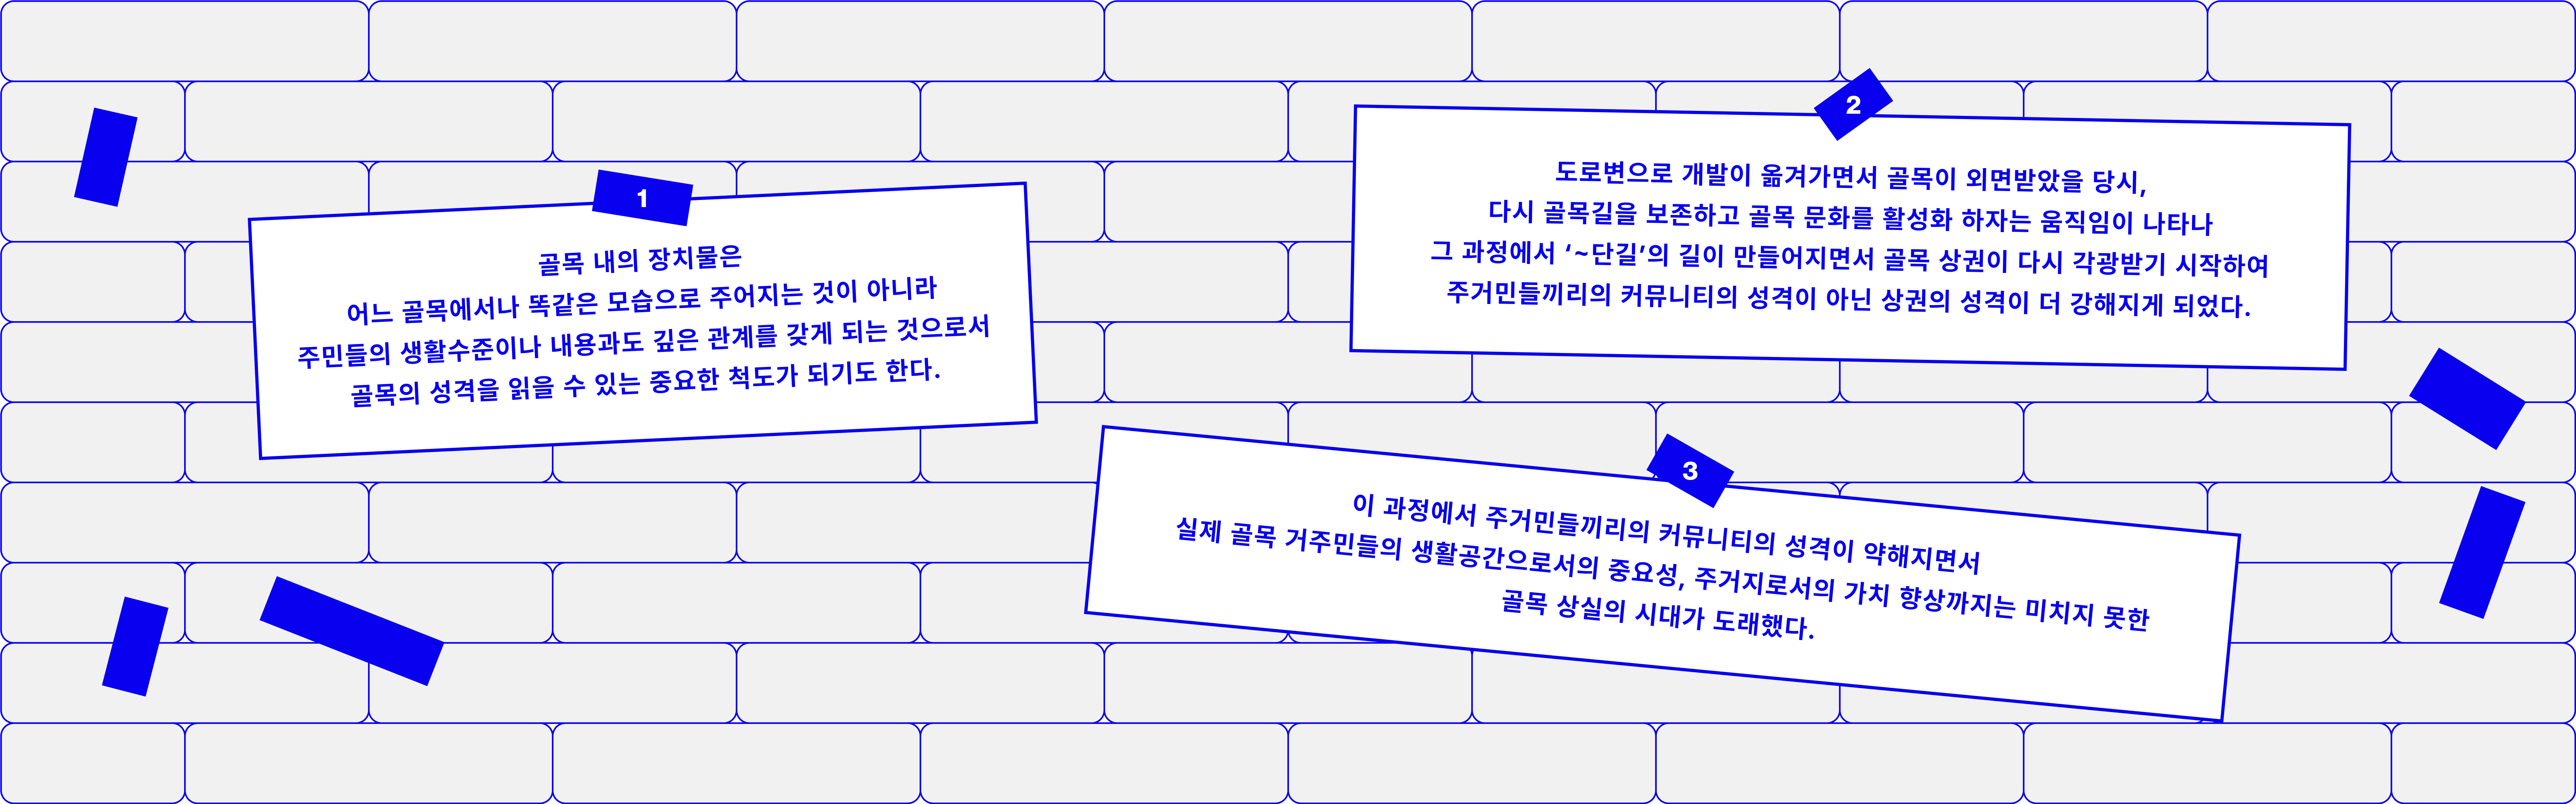 1
골목 내의 장치물은
어느 골목에서나 똑같은 모습으로 주어지는 것이 아니라
주민들의 생활수준이나 내용과도 깊은 관계를 갖게 되는 것으로서
골목의 성격을 읽을 수 있는 중요한 척도가 되기도 한다.
2
도로변으로 개발이 옮겨가면서 골목이 외면받았을 당시,
다시 골목길을 보존하고 골목 문화를 활성화 하자는 움직임이 나타나
그 과정에서 ‘~단길’의 길이 만들어지면서 골목 상권이 다시 각광받기 시작하여
주거민들끼리의 커뮤니티의 성격이 아닌 상권의 성격이 더 강해지게 되었다.
3
이 과정에서 주거민들끼리의 커뮤니티의 성격이 약해지면서
실제 골목 거주민들의 생활공간으로서의 중요성, 주거지로서의 가치 향상까지는 미치지 못한
골목 상실의 시대가 도래했다.